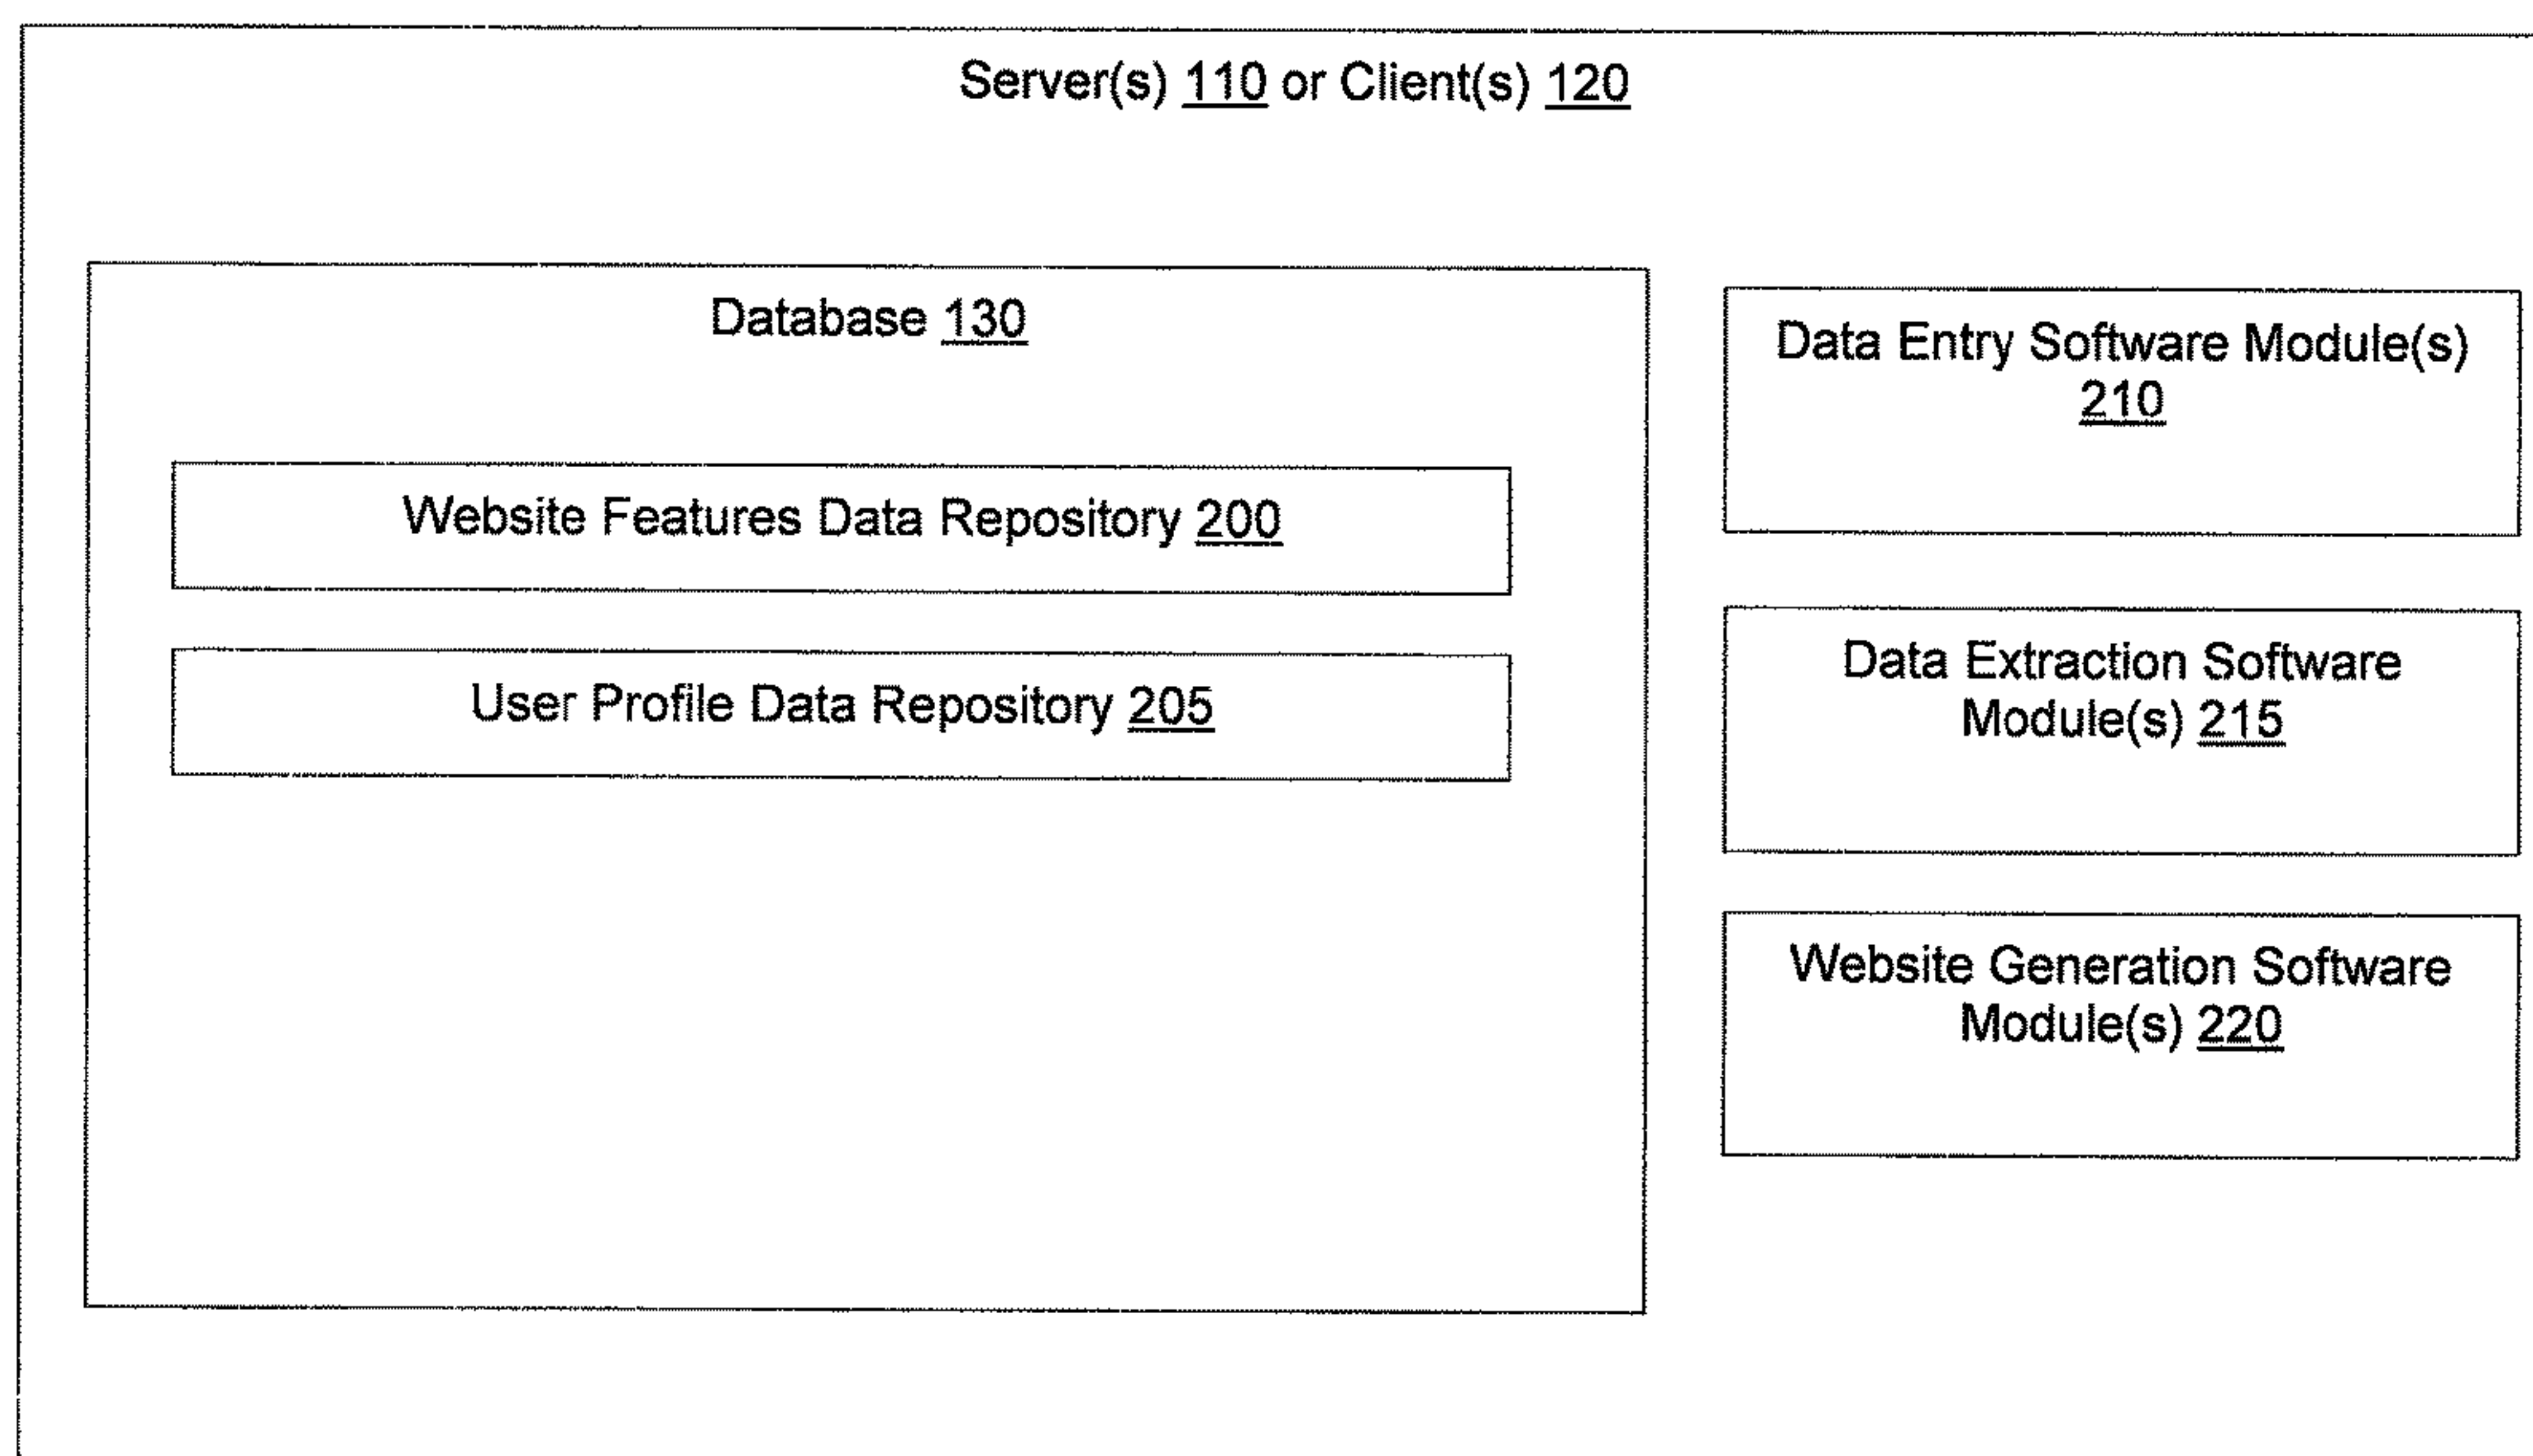 Server(s) 110 or Client(s) 120
Database 130
Website Features Data Repository 200
User Profile Data Repository 205
Data Entry Software Module(s)
210
Data Extraction Software
Module(s) 215
Website Generation Software
Module(s) 220